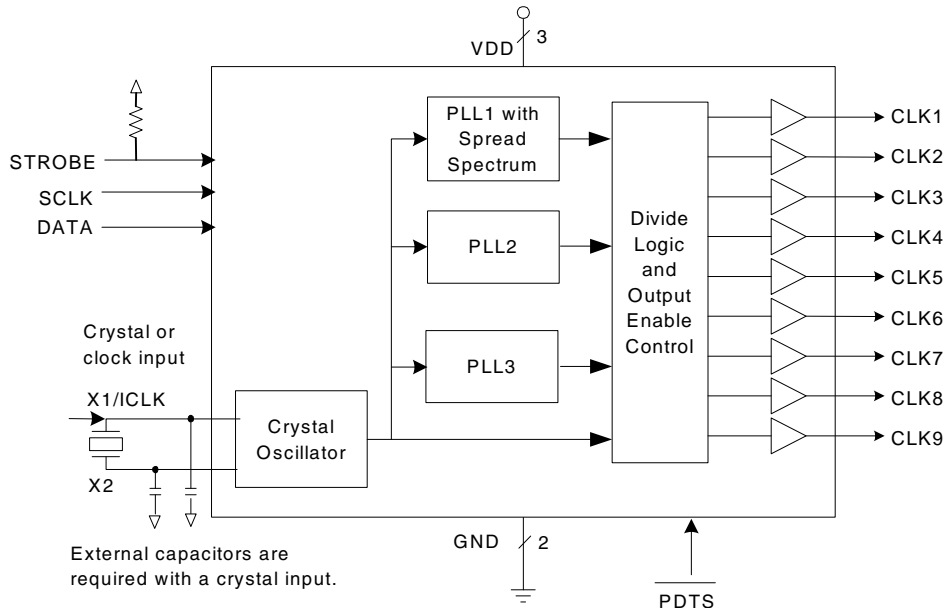 VDD
3
STROBE
SCLK
DATA
PLL1 with
Spread
Spectrum
PLL2
PLL3
Divide
Logic
and
Output
Enable
Control
CLK1
CLK2
CLK3
CLK4
CLK5
CLK6
CLK7
CLK8
CLK9
Crystal or
clock input
X1/ICLK
X2
Crystal
Oscillator
External capacitors are
required with a crystal input.
GND
2
PDTS